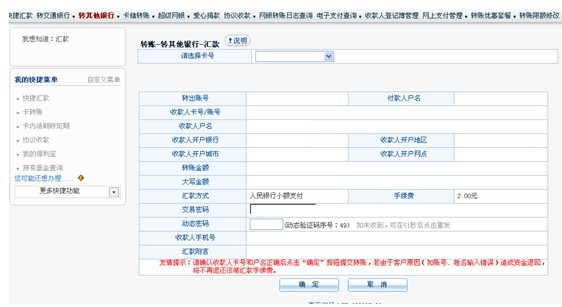 快捷汇款 转交通银行 转其他银行 卡储转账 超级网银 爱心捐款 协议收款 网银转账日志查询 电子支付查询 收款人登记簿管理 网上支付管理 转账优惠套餐 转账限额修改
我想知道：汇款
转账-转其他银行-汇款 !说明
请选择卡号
我的快捷菜单 自定义菜单
快捷汇款
卡转账
卡内活期转定期
协议收款
我的得利宝
持有基金查询
您可能还想办理....
更多快捷功能
转出账号 付款人户名
收款人卡号/账号
收款人户名
收款人开户银行 收款人开户地区
收款人开户城市 收款人开户网点
转账金额
大写金额
汇款方式 人民银行小额支付 手续费 2.00元
交易密码
动态密码 (动态验证码序号：49) 如未收到，可在51秒后点击重发
收款人手机号
汇款附言
友情提示：请确认收款人卡号和户名正确后点击“确定”按钮提交转账，若由于客户原因（如账号、姓名输入错误）造成资金退回，
将不再退还该笔汇款手续费。
确 定 取 消